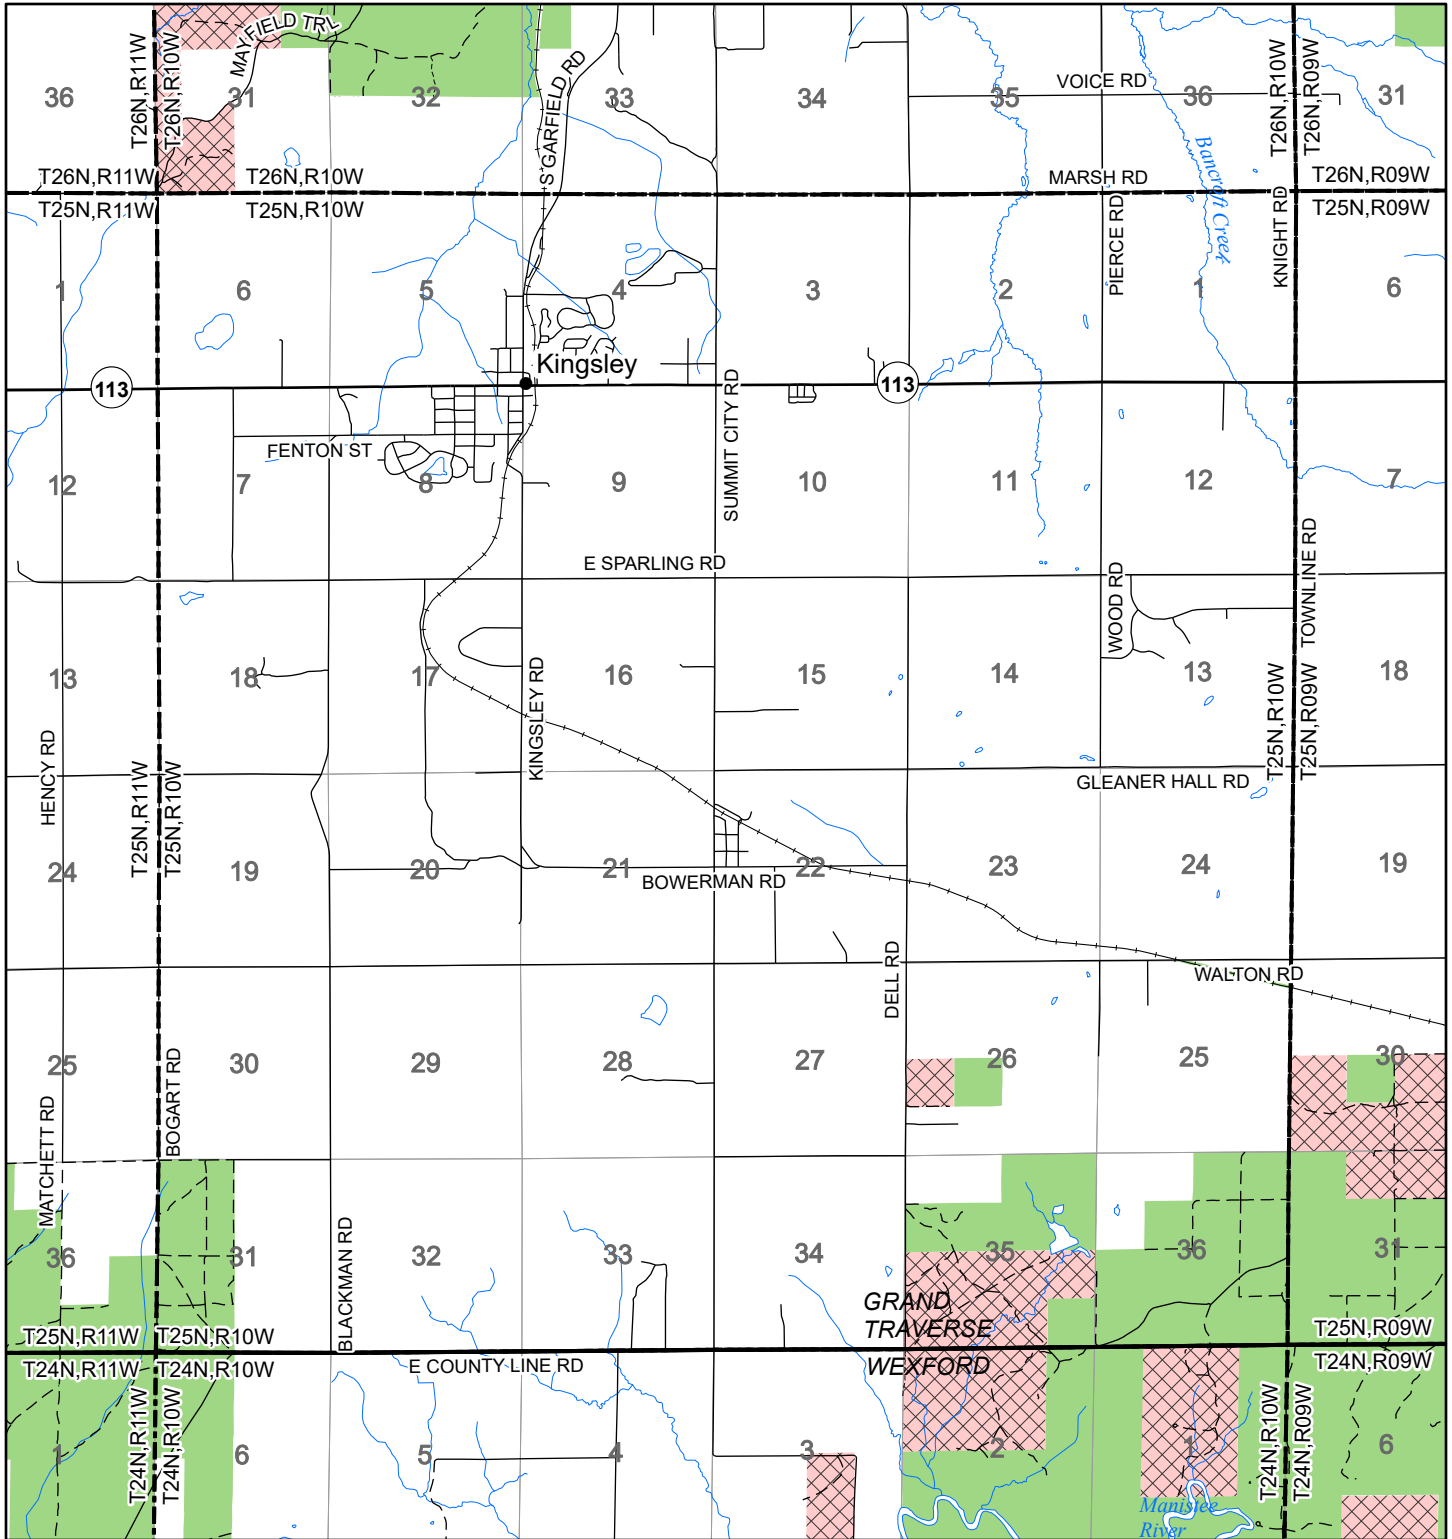 MAYFIELD TRL
T26N,R11W
T26N,R10W
S GARFIELD RD
VOICE RD
T26N,R10W
T26N,R09W
36
31
32
33
34
35
36
31
Bancroft Creek
T26N,R11W
T26N,R10W
MARSH RD
T26N,R09W
T25N,R11W
T25N,R10W
PIERCE RD
KNIGHT RD
T25N,R09W
1
6
5
4
3
2
1
6
Kingsley
113
113
SUMMIT CITY RD
FENTON ST
12
7
8
9
10
11
12
7
E SPARLING RD
WOOD RD
TOWNLINE RD
13
18
17
16
15
14
13
18
KINGSLEY RD
T25N,R10W
T25N,R09W
HENCY RD
T25N,R11W
T25N,R10W
GLEANER HALL RD
24
19
20
21
22
23
24
19
BOWERMAN RD
DELL RD
WALTON RD
25
30
29
28
27
26
25
30
BOGART RD
MATCHETT RD
BLACKMAN RD
36
31
32
33
34
35
36
31
GRAND
TRAVERSE
T25N,R11W
T25N,R10W
T25N,R09W
T24N,R11W
T24N,R10W
E COUNTY LINE RD
WEXFORD
T24N,R09W
T24N,R11W
T24N,R10W
T24N,R10W
T24N,R09W
1
6
5
4
3
2
1
6
Manistee
River